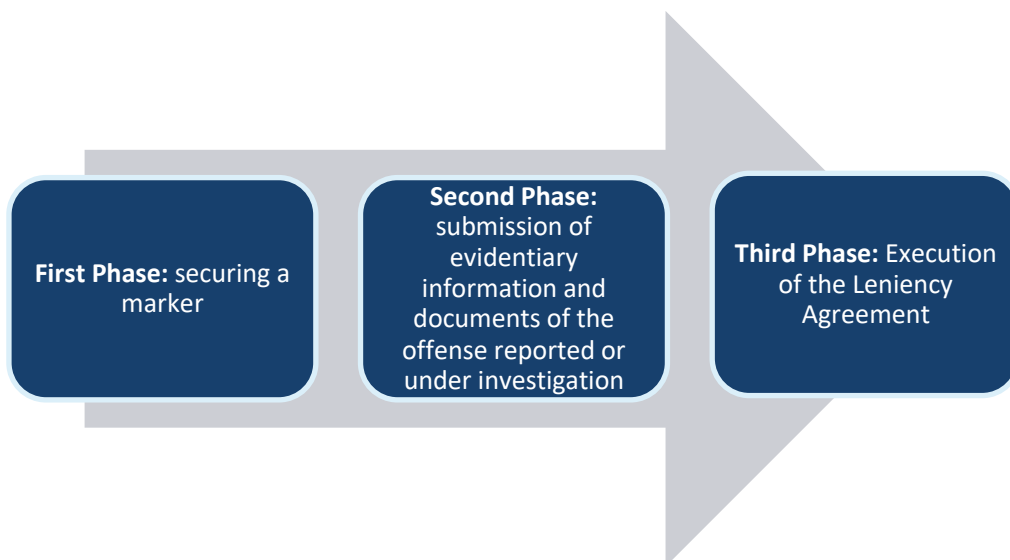 First Phase: securing a
marker
Second Phase:
submission of
evidentiary
information and
documents of the
offense reported or
under investigation
Third Phase: Execution
of the Leniency
Agreement